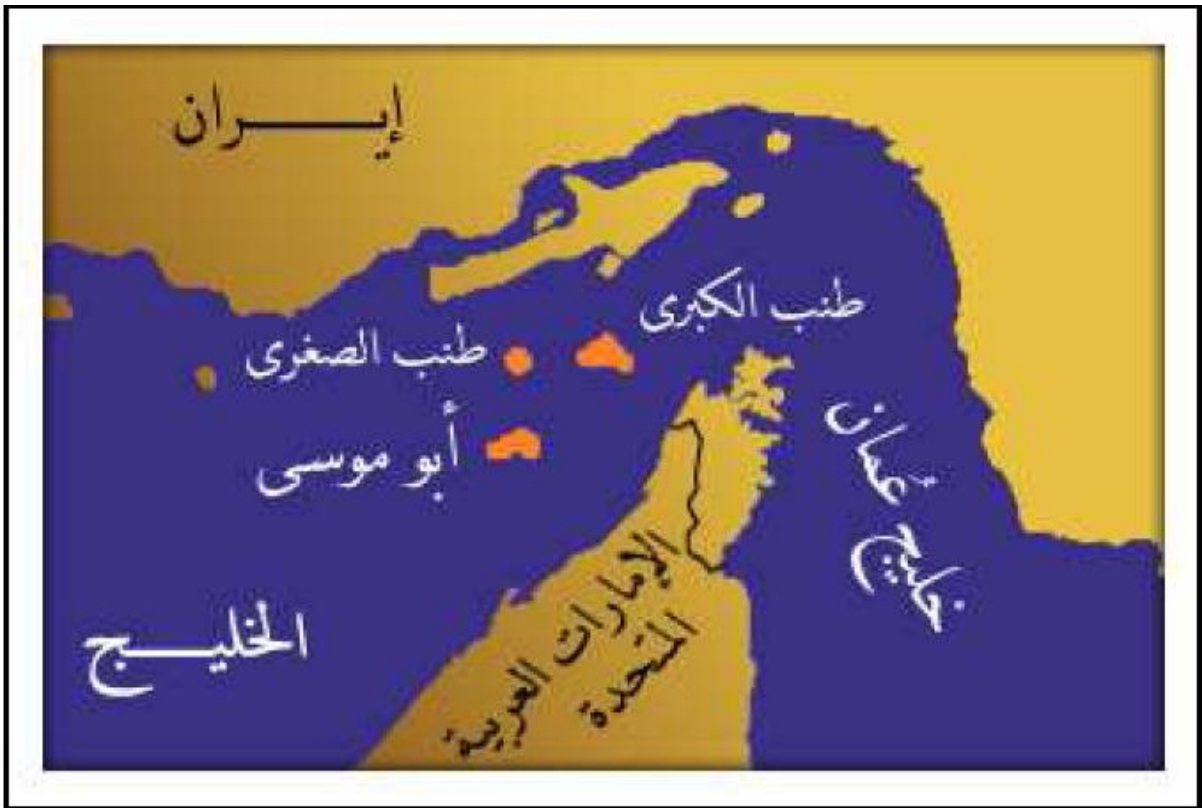 إيـــــران
طنب الكبرى
طنب الصغرى
أبو موسى
خليج عُمان
الإمارات العربية
المتحدة
الخليـــج